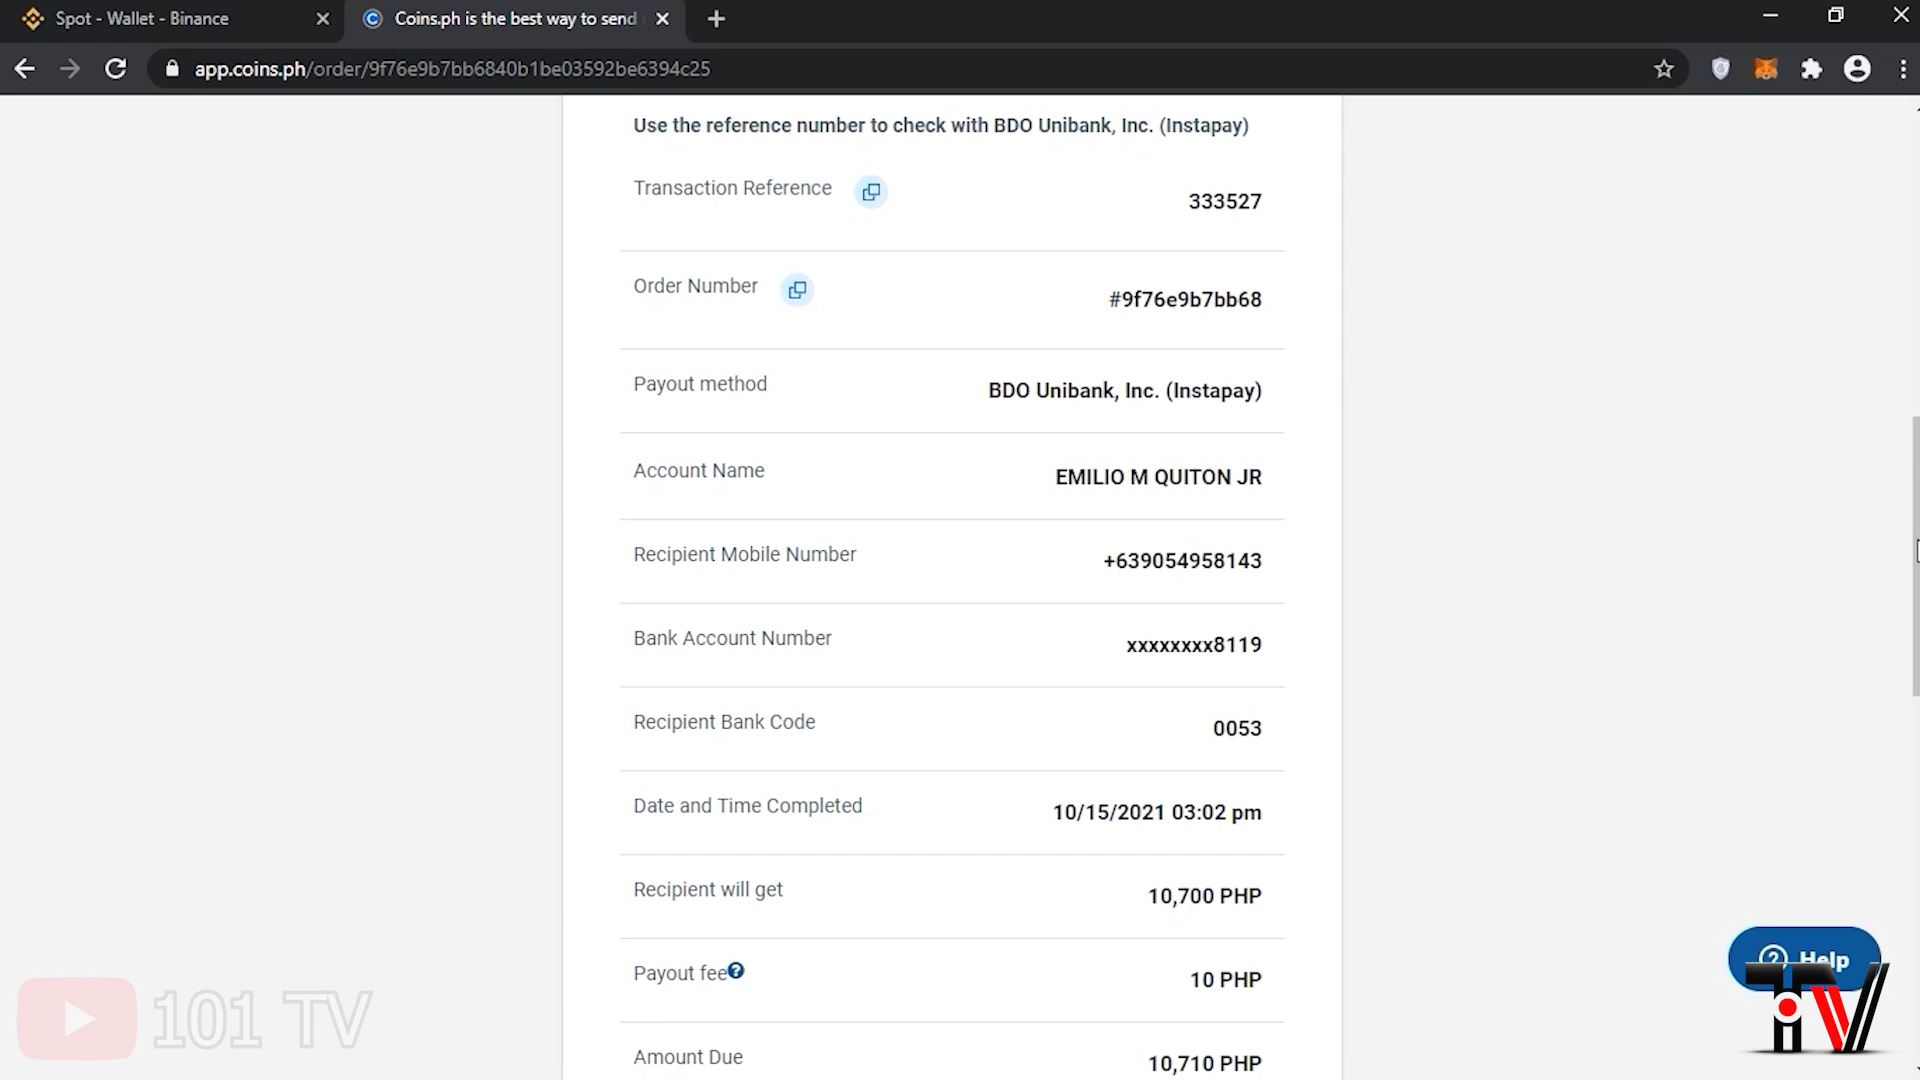 Spot - Wallet - Binance
Coins.ph is the best way to send
app.coins.ph/order/9f76e9b7bb6840b1be03592be6394c25
Use the reference number to check with BDO Unibank, Inc. (Instapay)
Transaction Reference 333527
Order Number #9f76e9b7bb68
Payout method BDO Unibank, Inc. (Instapay)
Account Name EMILIO M QUITON JR
Recipient Mobile Number +639054958143
Bank Account Number xxxxxxxx8119
Recipient Bank Code 0053
Date and Time Completed 10/15/2021 03:02 pm
Recipient will get 10,700 PHP
Payout fee 10 PHP
Amount Due 10,710 PHP
Help
101 TV
TiV